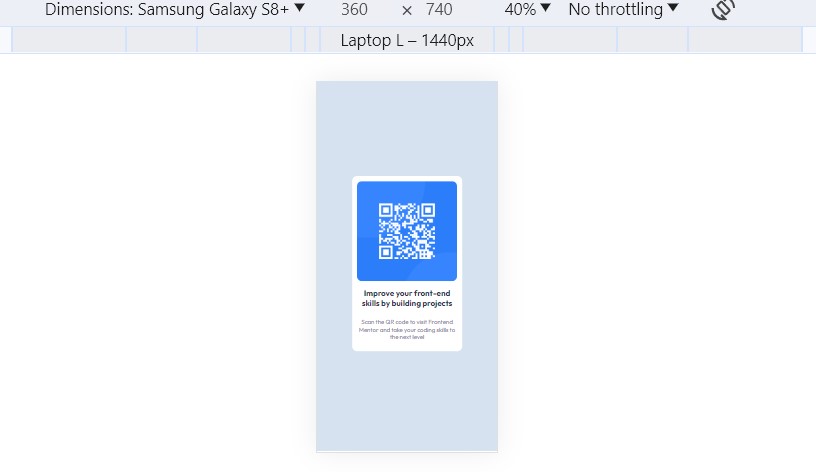 Dimensions: Samsung Galaxy S8+ ▼ 360 × 740 40% ▼ No throttling ▼
Laptop L – 1440px
Improve your front-end
skills by building projects
Scan the QR code to visit Frontend
Mentor and take your coding skills to
the next level